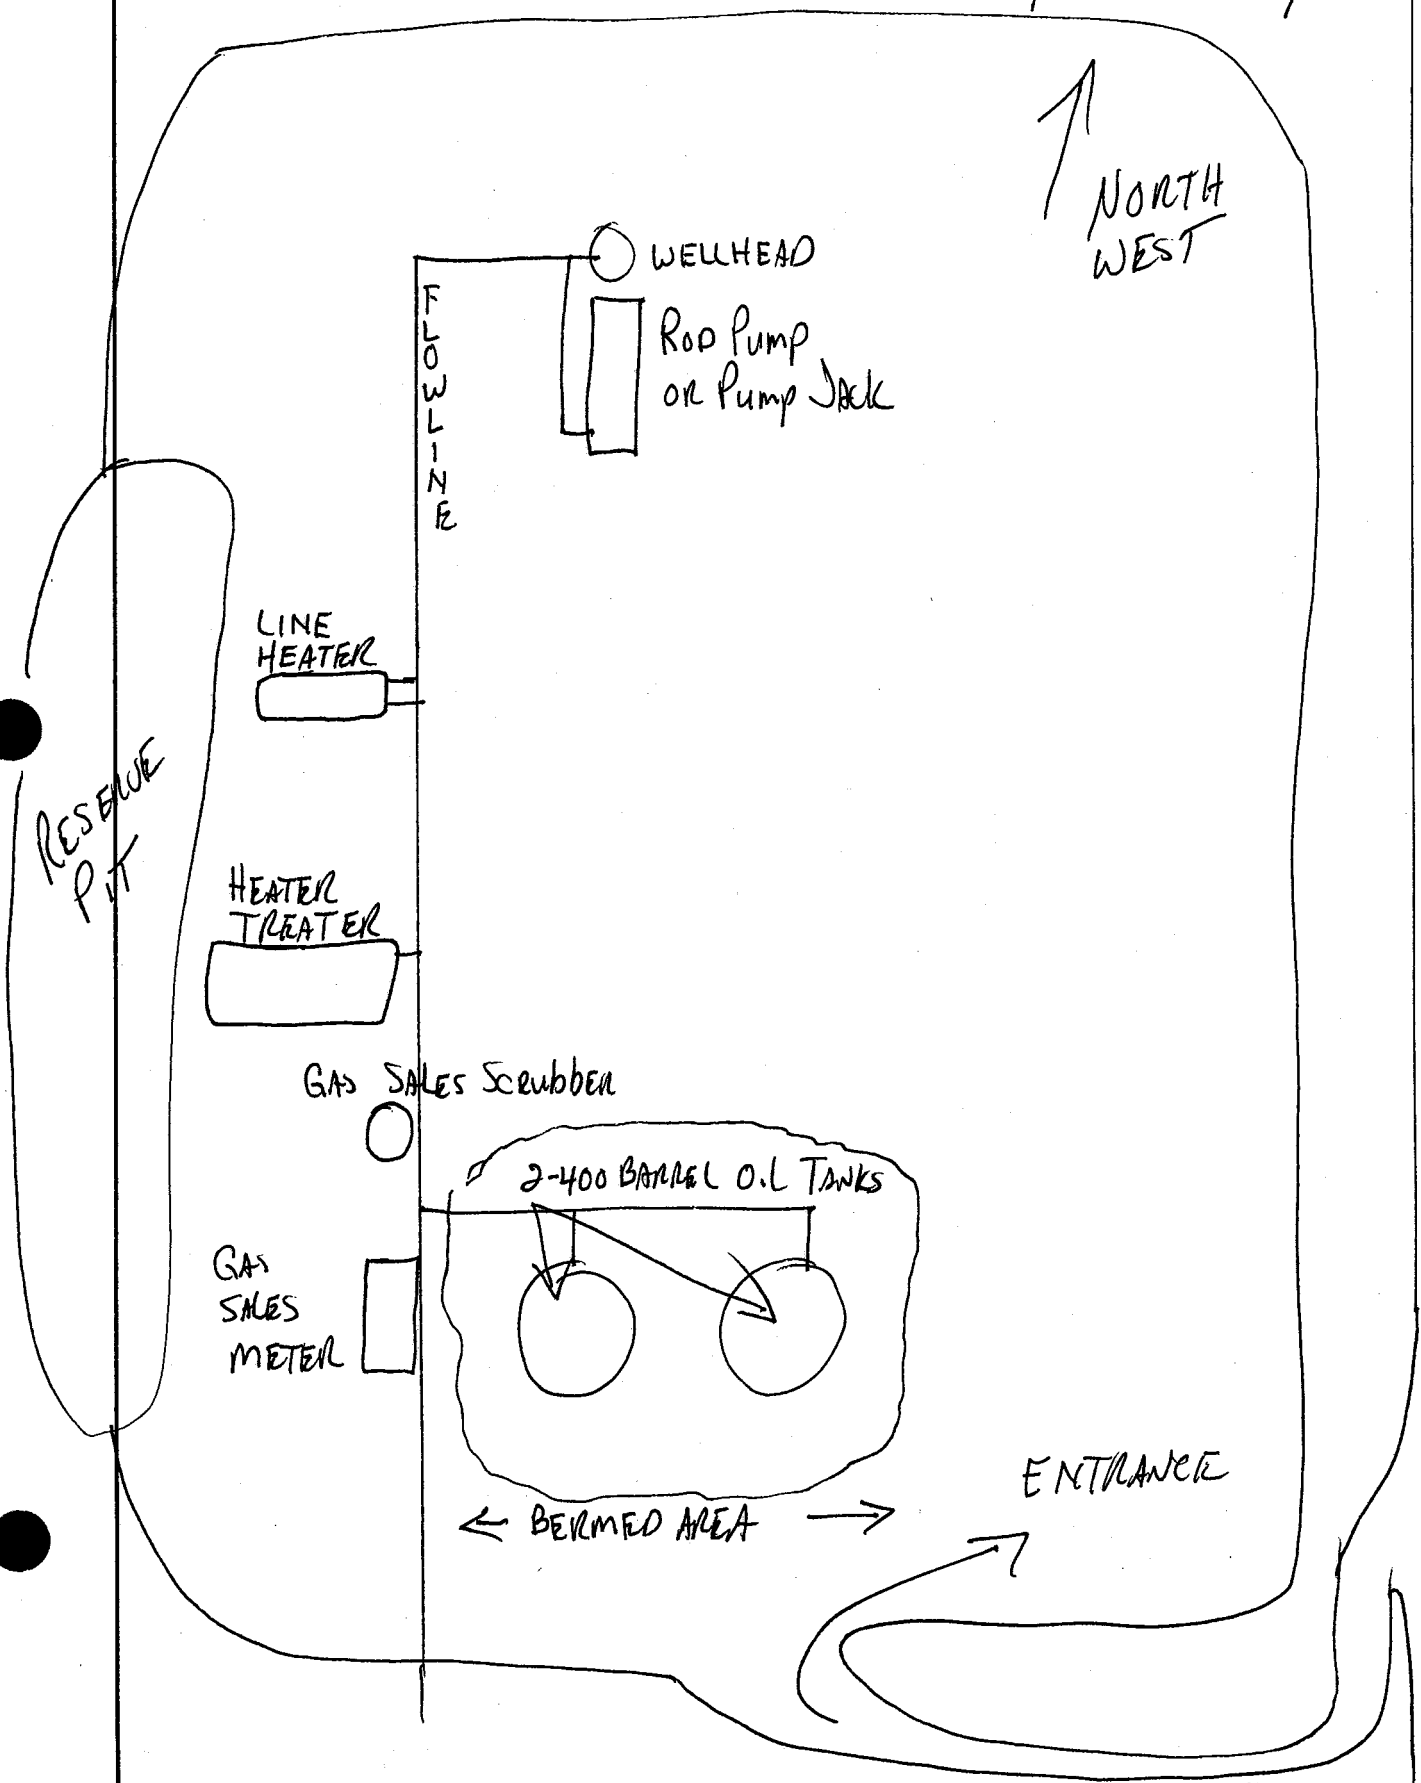 NORTH
WEST
WELLHEAD
FLOWLINE
ROD PUMP
OR PUMP JACK
LINE
HEATER
RESERVE
PIT
HEATER
TREATER
GAS SALES SCRUBBER
2-400 BARREL OIL TANKS
GAS
SALES
METER
ENTRANCE
BERMED AREA